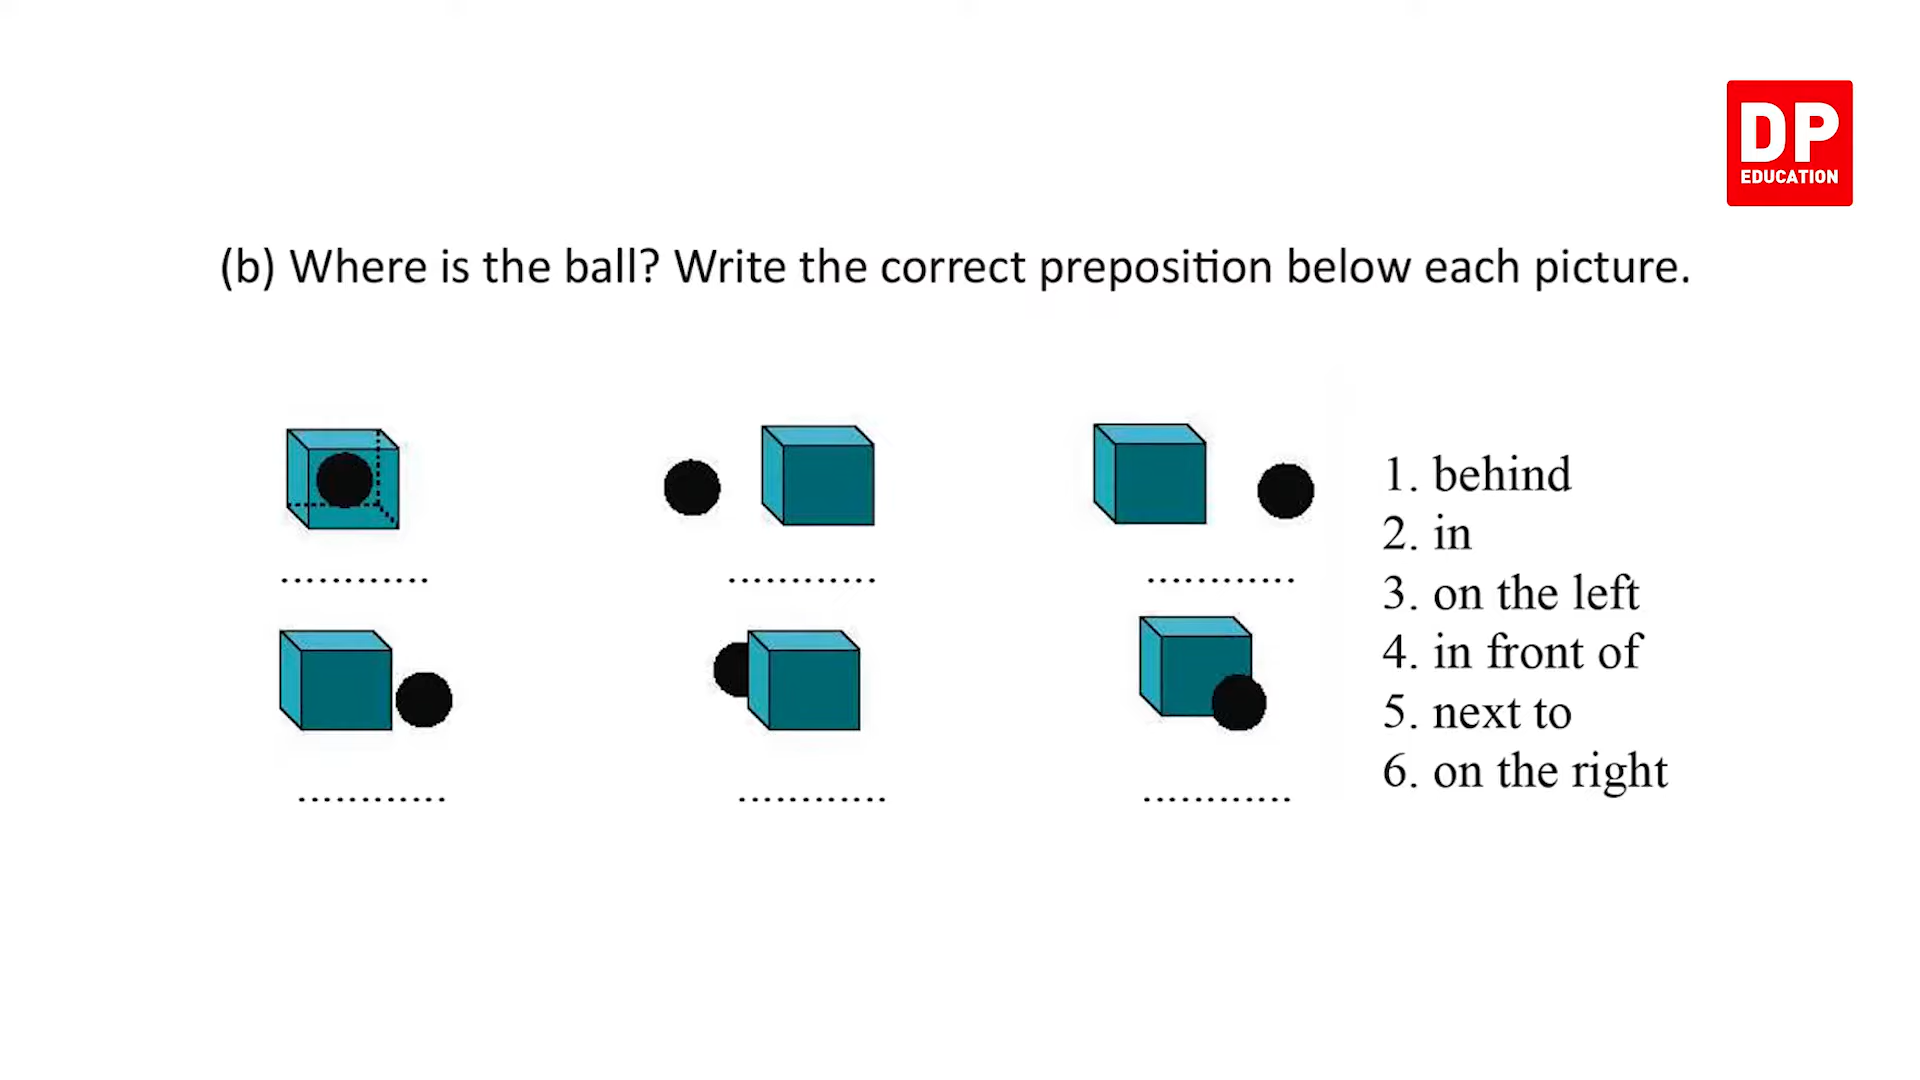 DP
EDUCATION
(b) Where is the ball? Write the correct preposition below each picture.
............ ............ ............
............ ............ ............
1. behind
2. in
3. on the left
4. in front of
5. next to
6. on the right